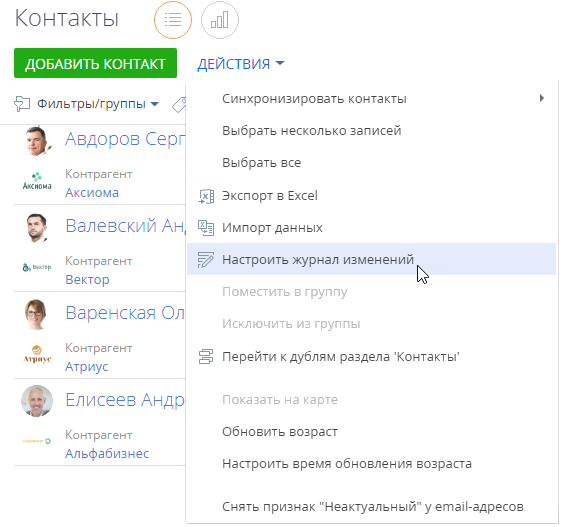 Контакты
ДОБАВИТЬ КОНТАКТ
ДЕЙСТВИЯ
Фильтры/группы
Авдоров Серг
Аксиома
Контрагент
Аксиома
Валевский Анд
Вектор
Контрагент
Вектор
Варенская Ол
Атриус
Контрагент
Атриус
Елисеев Андр
Контрагент
Альфабизнес
Синхронизировать контакты
Выбрать несколько записей
Выбрать все
Экспорт в Excel
Импорт данных
Настроить журнал изменений
Поместить в группу
Исключить из группы
Перейти к дублям раздела 'Контакты'
Показать на карте
Обновить возраст
Настроить время обновления возраста
Снять признак "Неактуальный" у email-адресов